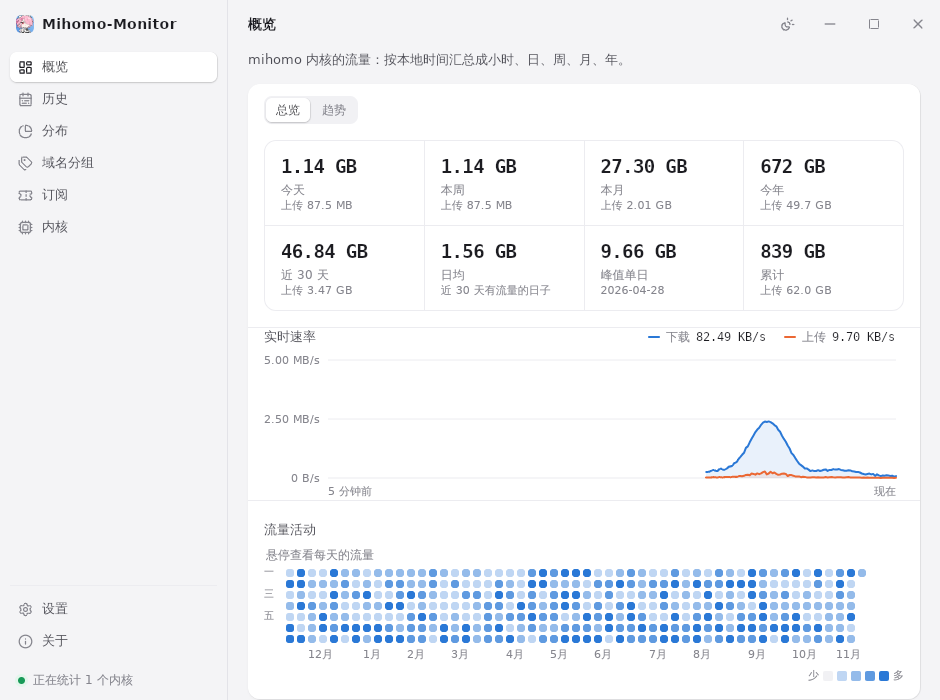 Mihomo-Monitor
概览
历史
分布
域名分组
订阅
内核
设置
关于
正在统计 1 个内核
概览
mihomo 内核的流量：按本地时间汇总成小时、日、周、月、年。
总览 趋势
1.14 GB
今天
上传 87.5 MB
1.14 GB
本周
上传 87.5 MB
27.30 GB
本月
上传 2.01 GB
672 GB
今年
上传 49.7 GB
46.84 GB
近 30 天
上传 3.47 GB
1.56 GB
日均
近 30 天有流量的日子
9.66 GB
峰值单日
2026-04-28
839 GB
累计
上传 62.0 GB
实时速率
下载 82.49 KB/s 上传 9.70 KB/s
5.00 MB/s
2.50 MB/s
0 B/s
5 分钟前 现在
流量活动
悬停查看每天的流量
一
三
五
12月 1月 2月 3月 4月 5月 6月 7月 8月 9月 10月 11月
少 多